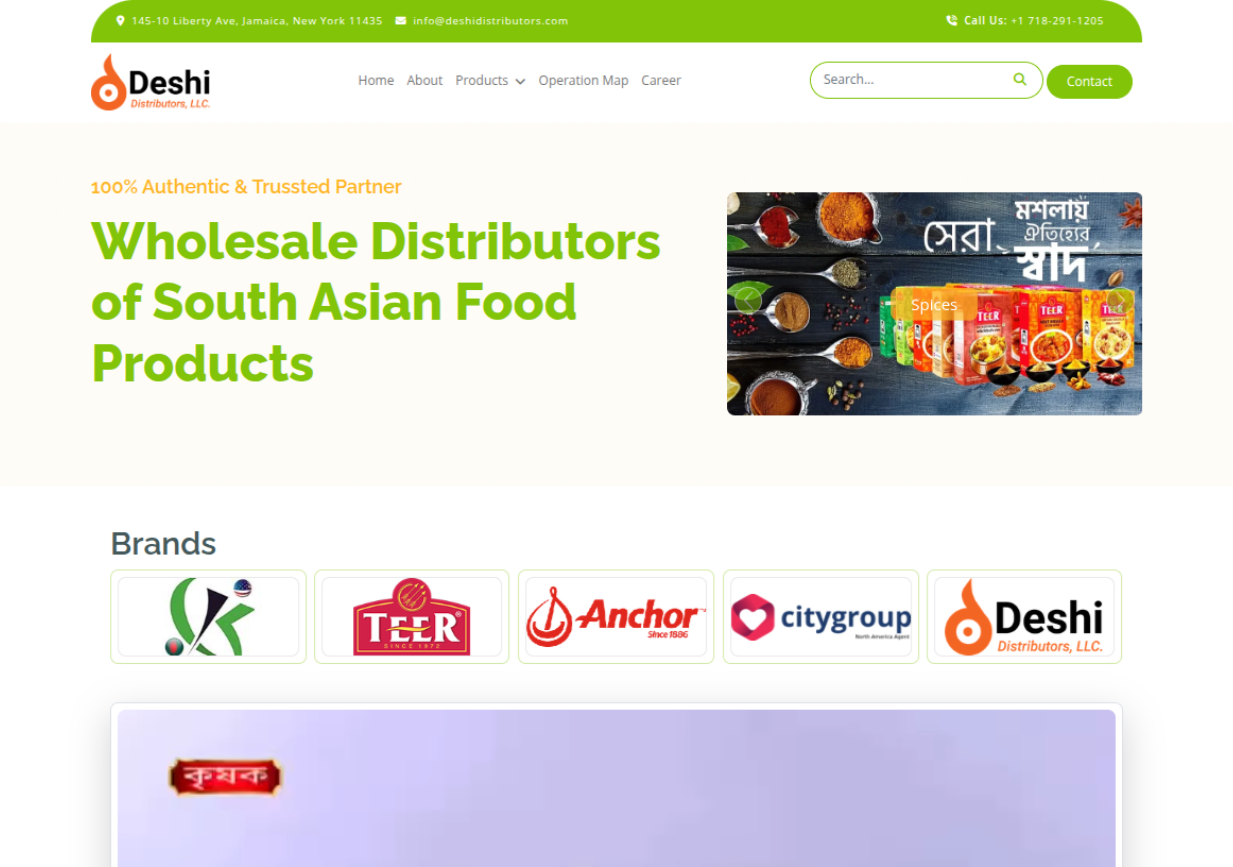 145-10 Liberty Ave, Jamaica, New York 11435 info@deshidistributors.com Call Us: +1 718-291-1205
Deshi
Distributors, LLC.
Home About Products Operation Map Career
Search...
Contact
100% Authentic & Trussted Partner
Wholesale Distributors
of South Asian Food
Products
সেরা
মশলায়
ঐতিহ্যের
স্বাদ
Spices
TEER
TEER
TEER
Brands
TEER
SINCE 1972
Anchor
Since 1886
citygroup
North America Agent
Deshi
Distributors, LLC.
কৃষক